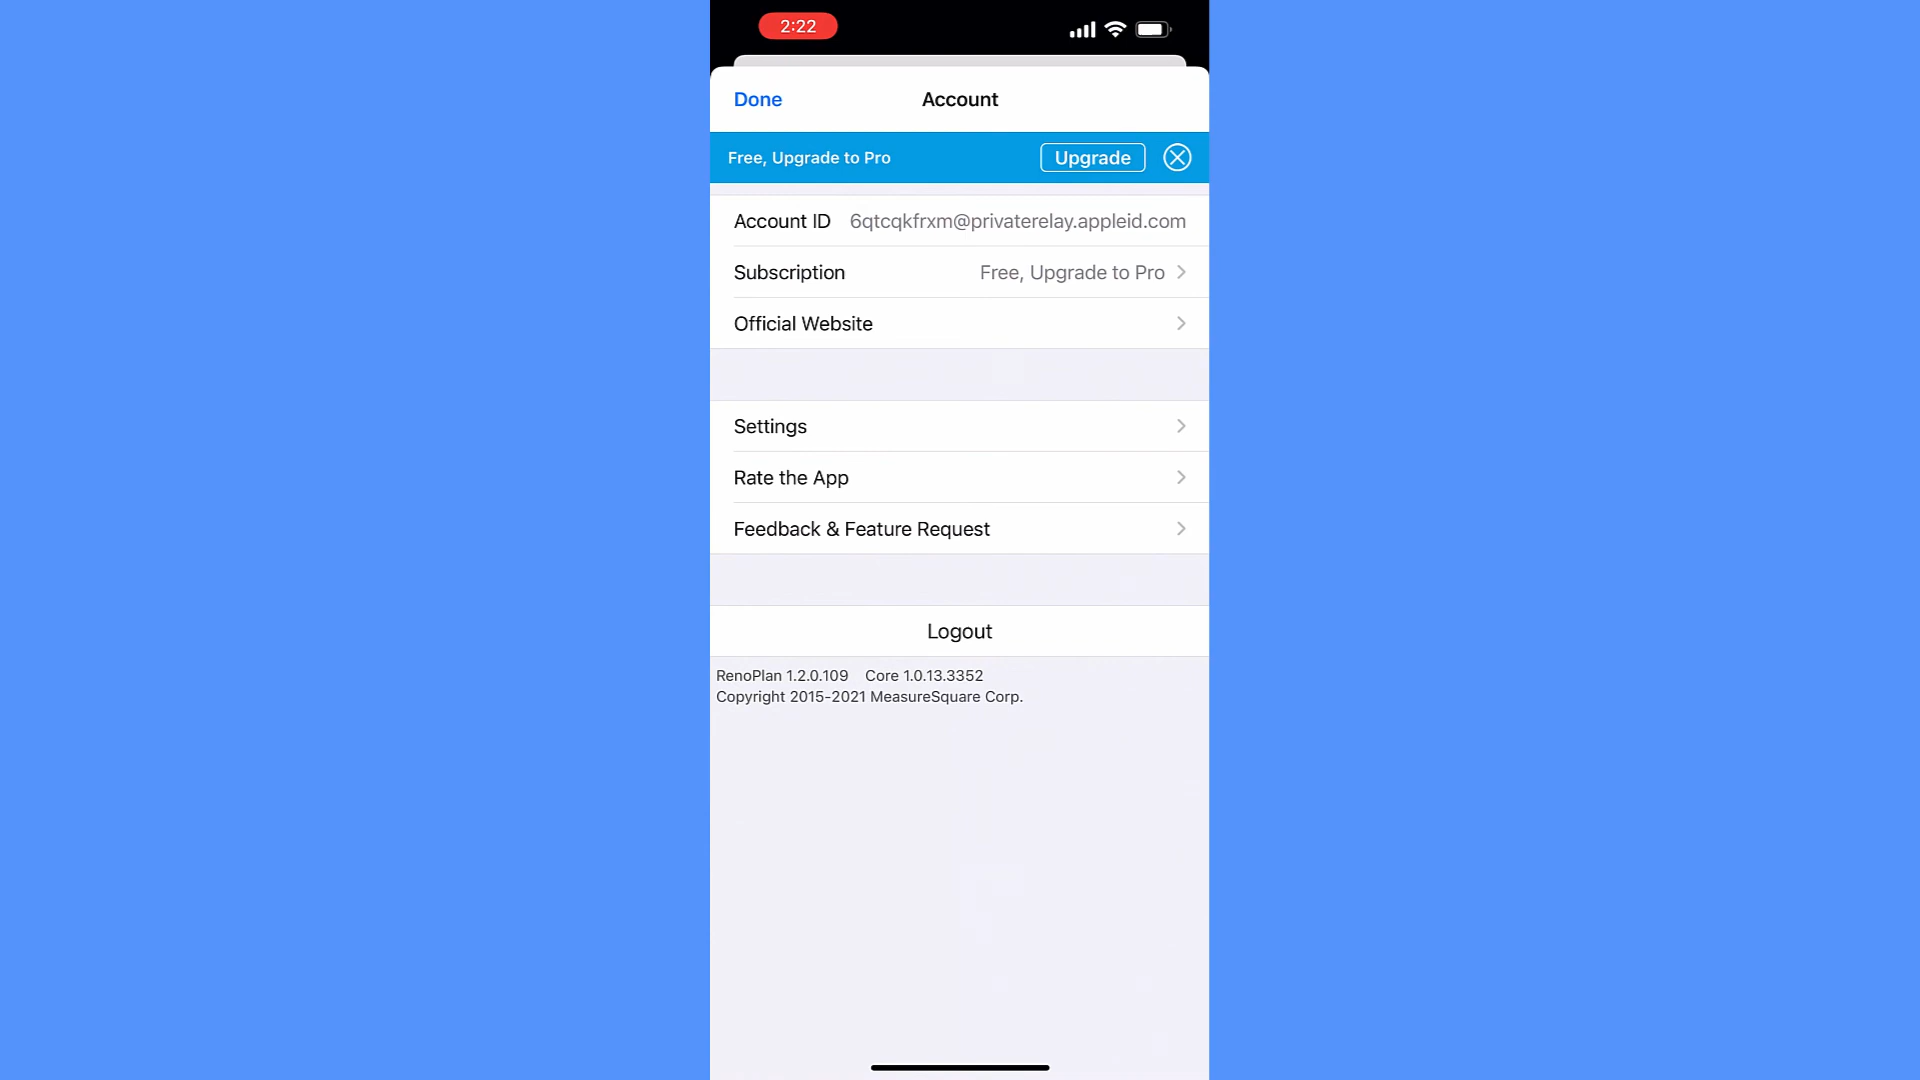 2:22
Done Account
Free, Upgrade to Pro Upgrade
Account ID 6qtcqkfrxm@privaterelay.appleid.com
Subscription Free, Upgrade to Pro
Official Website
Settings
Rate the App
Feedback & Feature Request
Logout
RenoPlan 1.2.0.109 Core 1.0.13.3352
Copyright 2015-2021 MeasureSquare Corp.